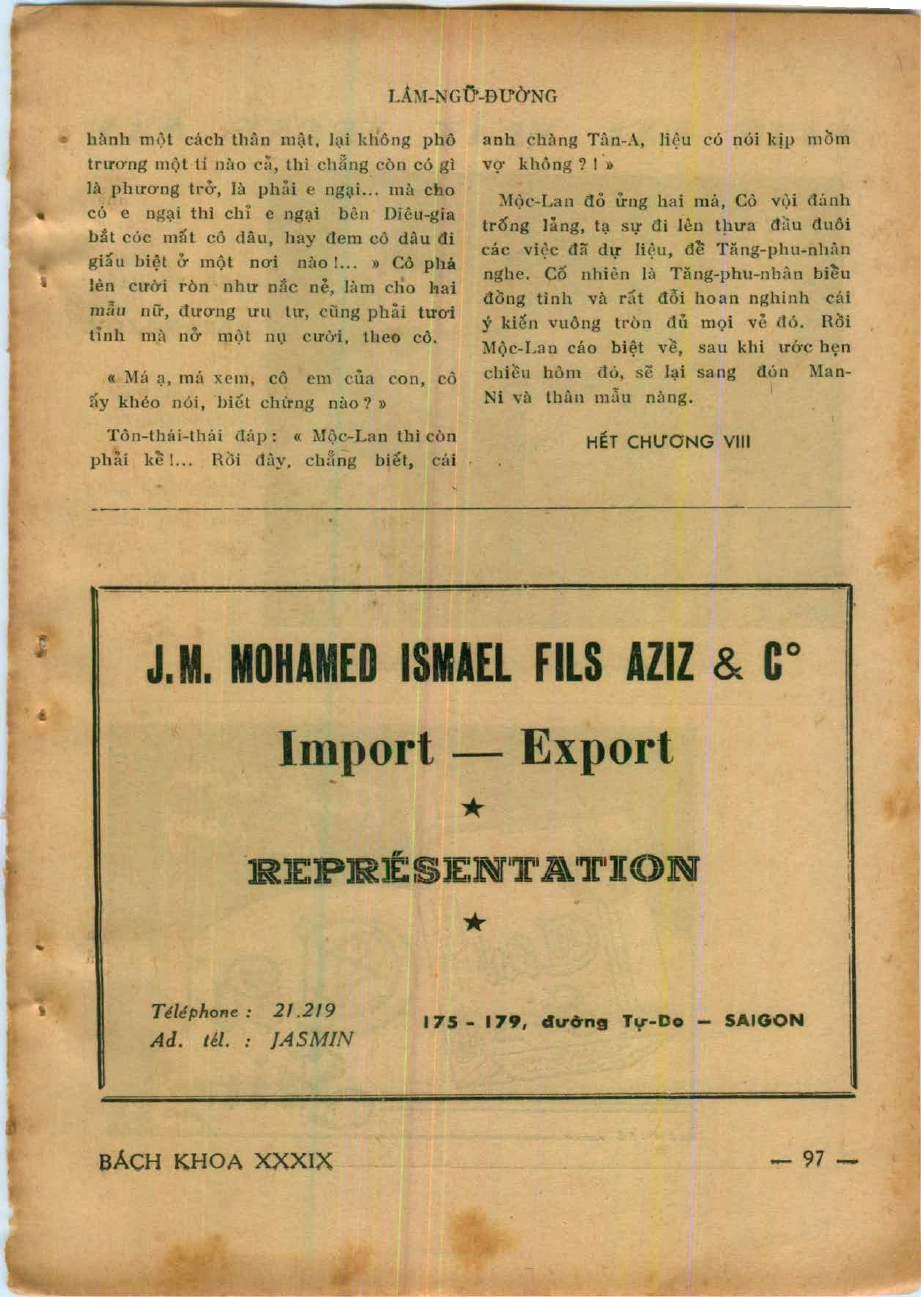 LÂM-NGỮ-ĐƯỜNG
hành một cách thân mật, lại không phô
trương một tí nào cả, thì chẳng còn có gì
là phương trở, là phải e ngại... mà cho
có e ngại thì chỉ e ngại bên Diêu-gia
bắt cóc mất cô dâu, hay đem cô dâu đi
giấu biệt ở một nơi nào !... » Cô phá
lên cười ròn như nắc nẻ, làm cho hai
mẫu nữ, đương ưu tư, cũng phải tươi
tỉnh mà nở một nụ cười, theo cô.
« Má ạ, má xem, cô em của con, cô
ấy khéo nói, biết chừng nào ? »
Tôn-thái-thái đáp : « Mộc-Lan thì còn
phải kể !... Rồi đây, chẳng biết, cái
anh chàng Tân-A, liệu có nói kịp mồm
vợ không ? ! »
Mộc-Lan đỏ ửng hai má, Cô vội đánh
trống lảng, tạ sự đi lên thưa đầu đuôi
các việc đã dự liệu, để Tăng-phu-nhân
nghe. Cố nhiên là Tăng-phu-nhân biểu
đồng tình và rất đỗi hoan nghinh cái
ý kiến vuông tròn đủ mọi vẻ đó. Rồi
Mộc-Lan cáo biệt về, sau khi ước hẹn
chiều hôm đó, sẽ lại sang đón Man-
Ni và thân mẫu nàng.
HẾT CHƯƠNG VIII
J.M. MOHAMED ISMAEL FILS AZIZ & C°
Import — Export
★
REPRÉSENTATION
★
Téléphone : 21.219
Ad. tél. : JASMIN
175 - 179, đường Tự-Do — SAIGON
BÁCH KHOA XXXIX
— 97 —